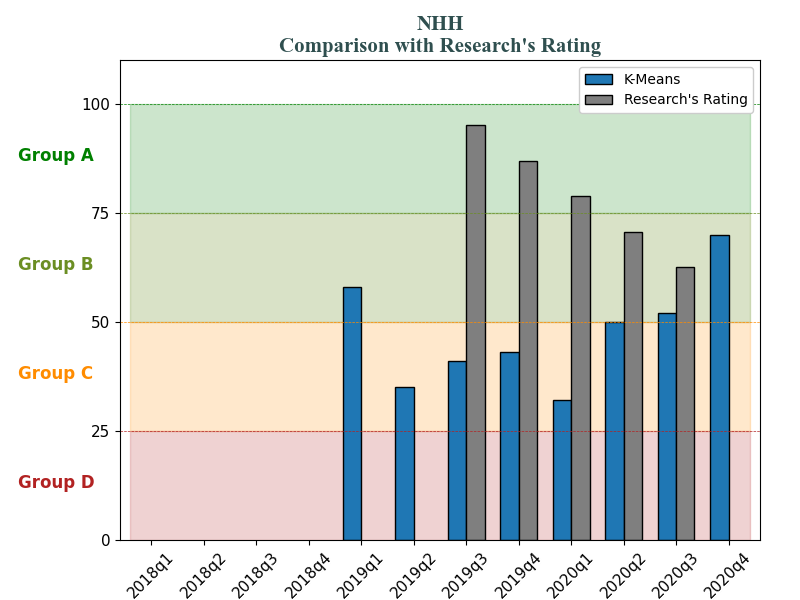 NHH
Comparison with Research's Rating
K-Means
Research's Rating
100
Group A
75
Group B
50
Group C
25
Group D
0
2018q1
2018q2
2018q3
2018q4
2019q1
2019q2
2019q3
2019q4
2020q1
2020q2
2020q3
2020q4